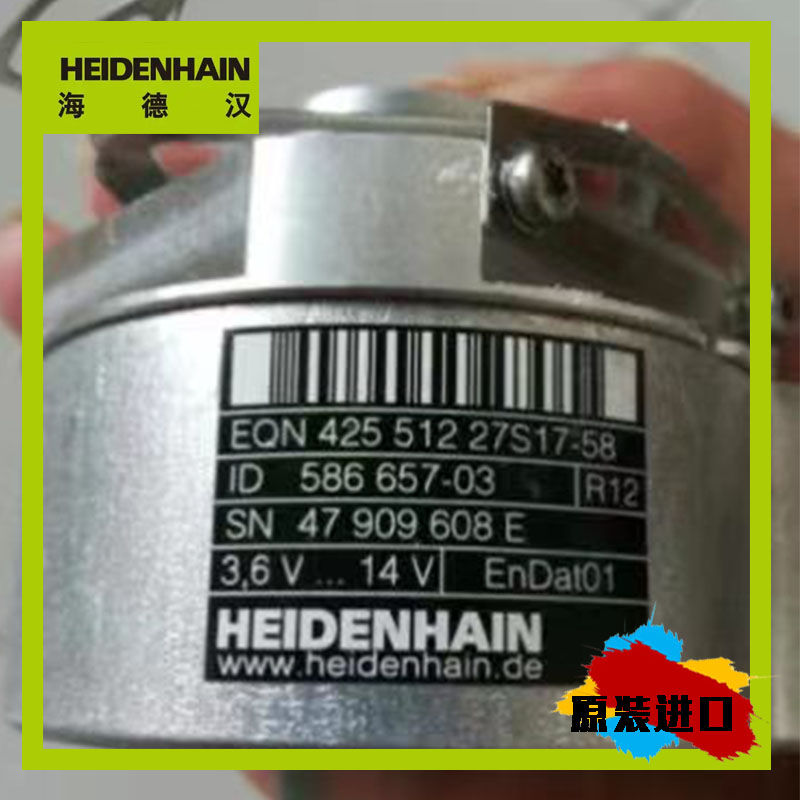 HEIDENHAIN
海德汉
EQN 425 512 27S17-58
ID 586 657-03 R12
SN 47 909 608 E
3,6 V ... 14 V EnDat01
HEIDENHAIN
www.heidenhain.de
原装进口